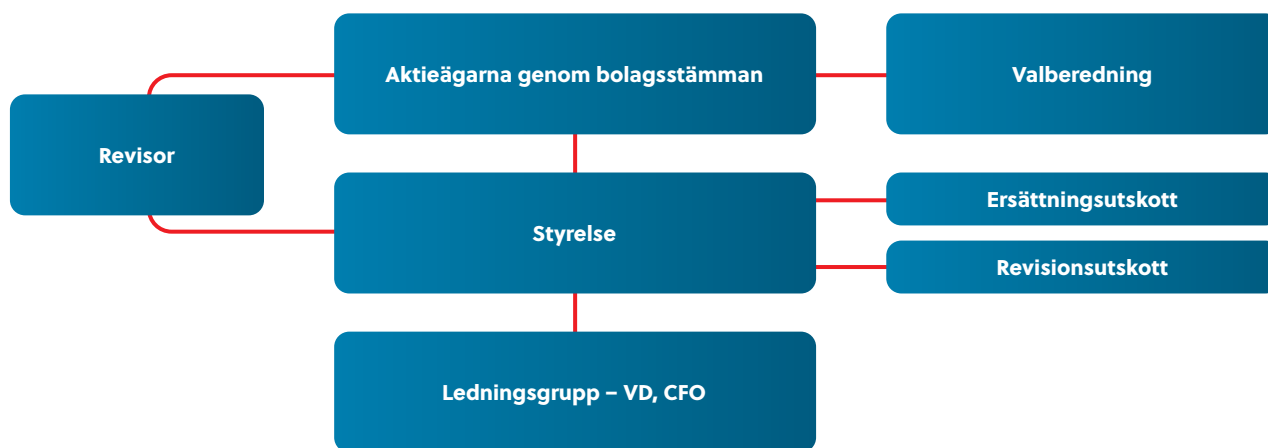 Aktieägarna genom bolagsstämman
Valberedning
Revisor
Styrelse
Ersättningsutskott
Revisionsutskott
Ledningsgrupp – VD, CFO